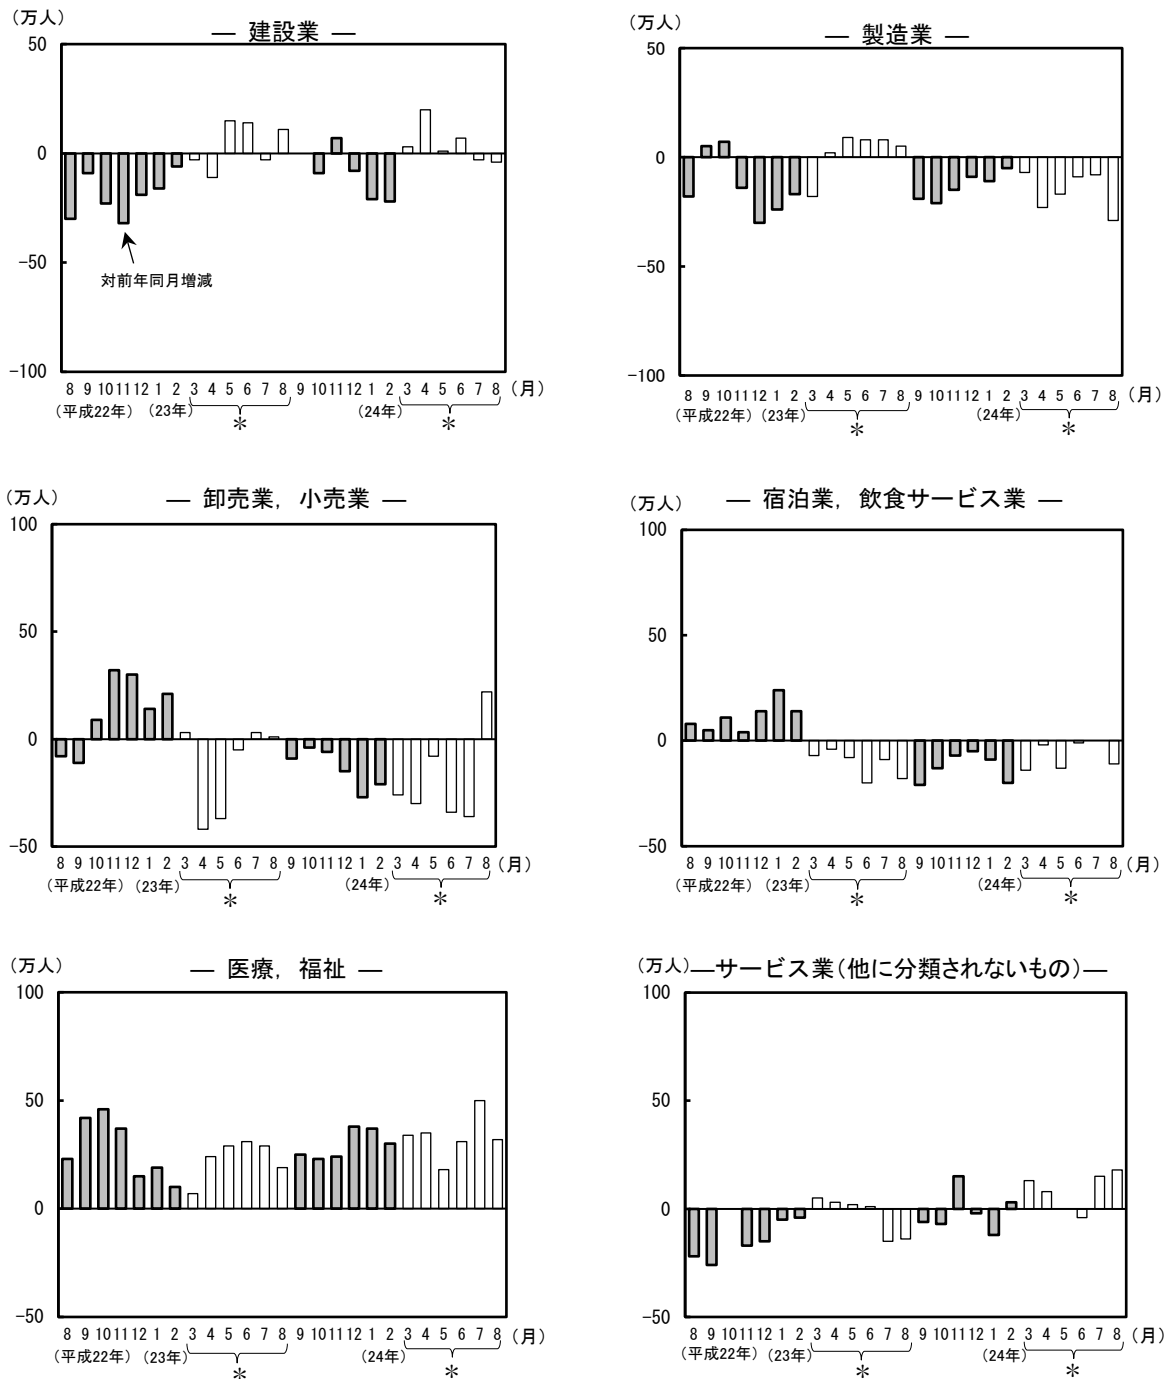 (万人)
― 建設業 ―
50
0
-50
-100
対前年同月増減
8 9 10 11 12 1 2 3 4 5 6 7 8 9 10 11 12 1 2 3 4 5 6 7 8 (月)
(平成22年) (23年) (24年)
＊ ＊
(万人)
― 製造業 ―
50
0
-50
-100
8 9 10 11 12 1 2 3 4 5 6 7 8 9 10 11 12 1 2 3 4 5 6 7 8 (月)
(平成22年) (23年) (24年)
＊ ＊
(万人)
― 卸売業，小売業 ―
100
50
0
-50
8 9 10 11 12 1 2 3 4 5 6 7 8 9 10 11 12 1 2 3 4 5 6 7 8 (月)
(平成22年) (23年) (24年)
＊ ＊
(万人)
― 宿泊業，飲食サービス業 ―
100
50
0
-50
8 9 10 11 12 1 2 3 4 5 6 7 8 9 10 11 12 1 2 3 4 5 6 7 8 (月)
(平成22年) (23年) (24年)
＊ ＊
(万人)
― 医療，福祉 ―
100
50
0
-50
8 9 10 11 12 1 2 3 4 5 6 7 8 9 10 11 12 1 2 3 4 5 6 7 8 (月)
(平成22年) (23年) (24年)
＊ ＊
(万人)
―サービス業(他に分類されないもの)―
100
50
0
-50
8 9 10 11 12 1 2 3 4 5 6 7 8 9 10 11 12 1 2 3 4 5 6 7 8 (月)
(平成22年) (23年) (24年)
＊ ＊